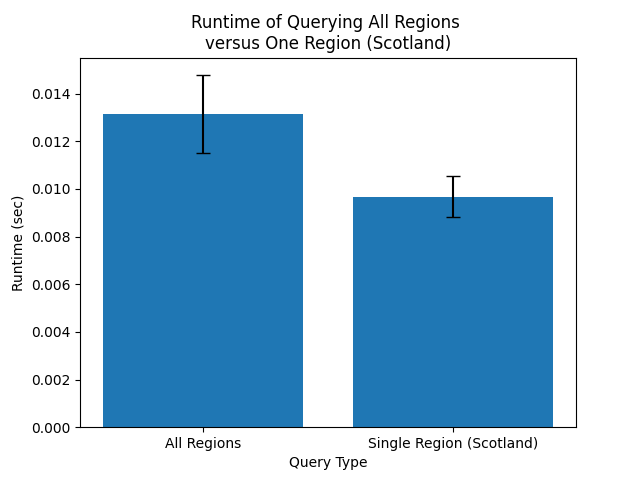 Runtime of Querying All Regions
versus One Region (Scotland)
0.014
0.012
0.010
0.008
0.006
0.004
0.002
0.000
Runtime (sec)
All Regions
Single Region (Scotland)
Query Type